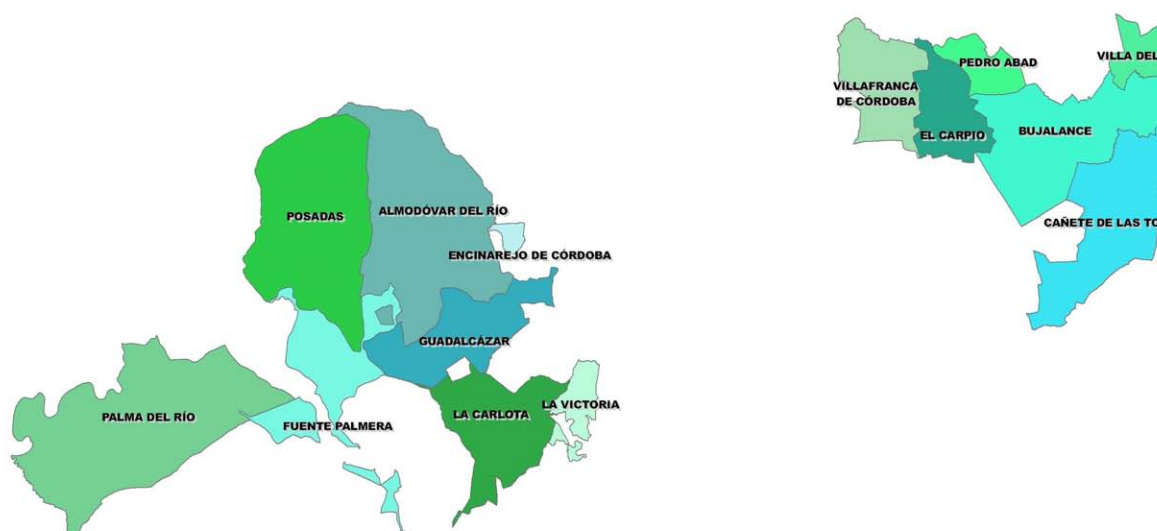 PEDRO ABAD
VILLA DEL
VILLAFRANCA
DE CÓRDOBA
EL CARPIO
BUJALANCE
CAÑETE DE LAS TO
POSADAS
ALMODÓVAR DEL RÍO
ENCINAREJO DE CÓRDOBA
GUADALCÁZAR
PALMA DEL RÍO
FUENTE PALMERA
LA CARLOTA
LA VICTORIA